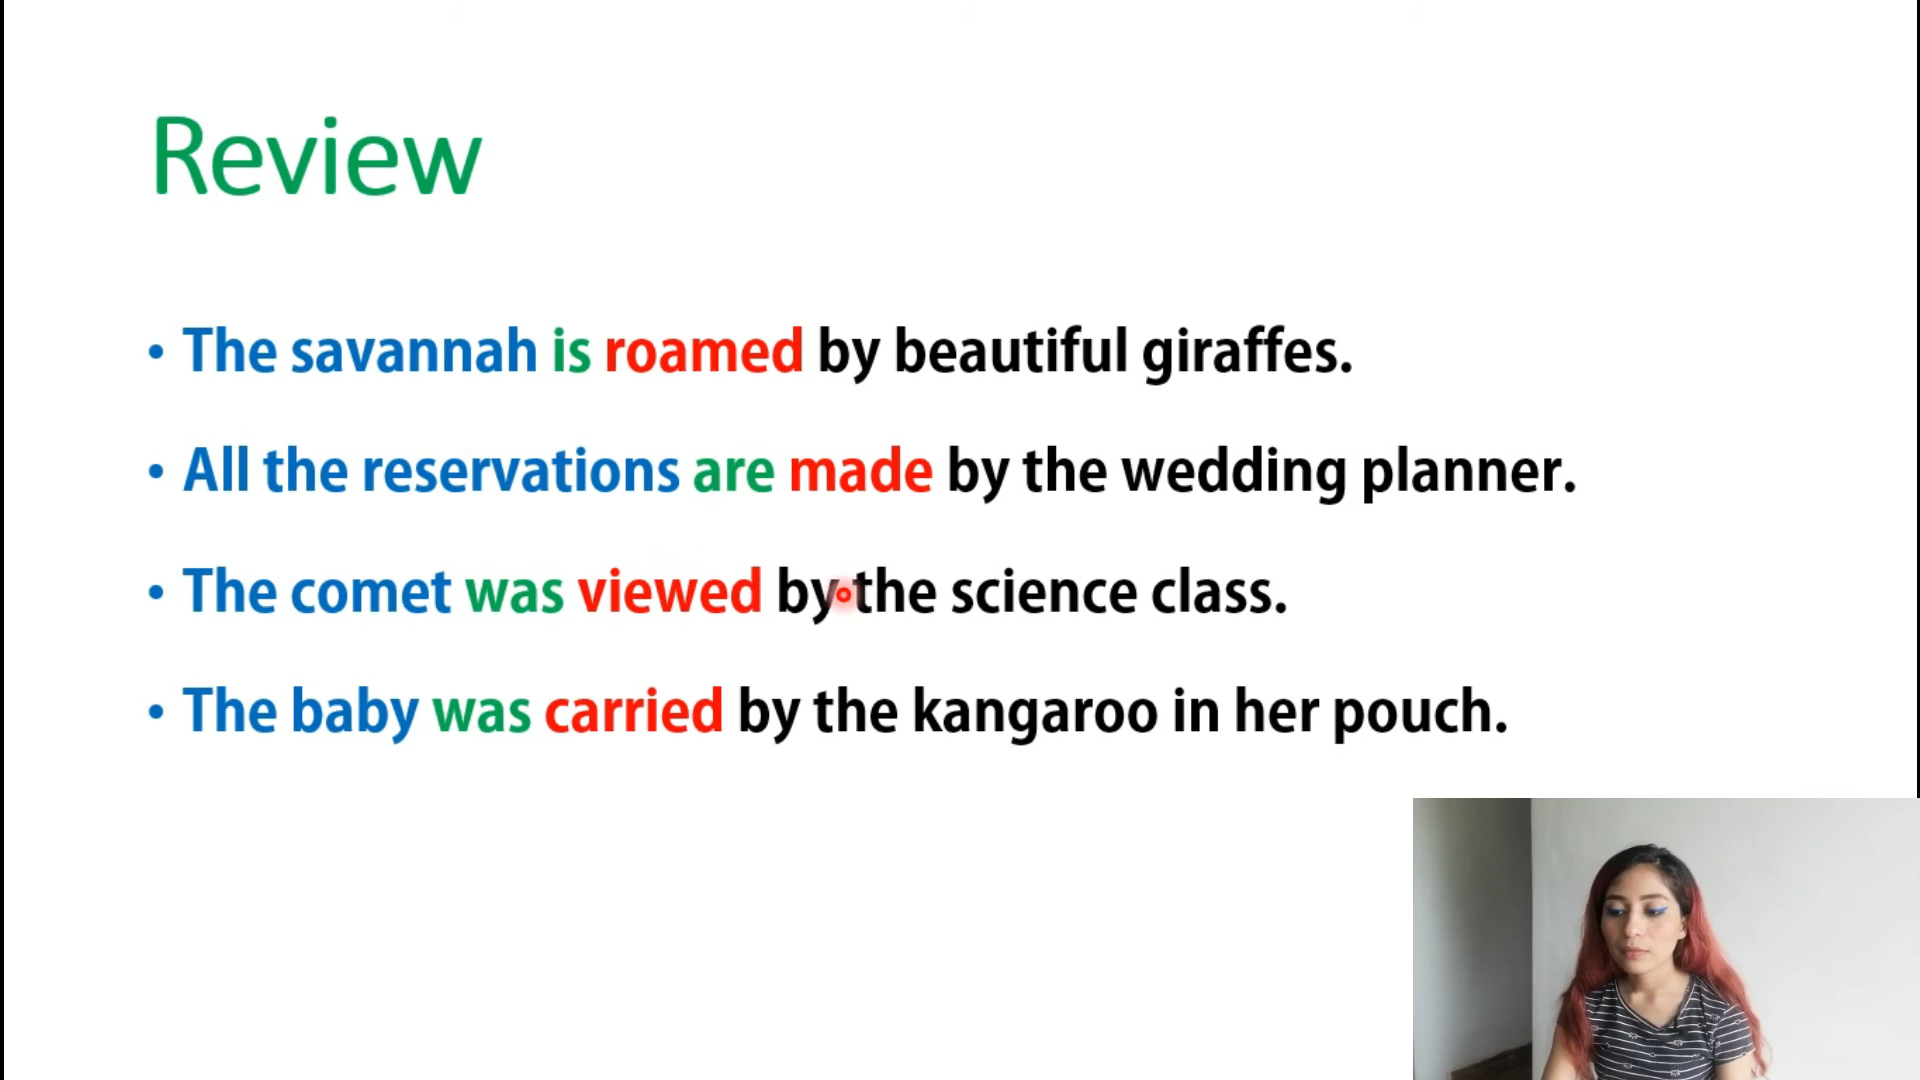 Review
• The savannah is roamed by beautiful giraffes.
• All the reservations are made by the wedding planner.
• The comet was viewed by the science class.
• The baby was carried by the kangaroo in her pouch.